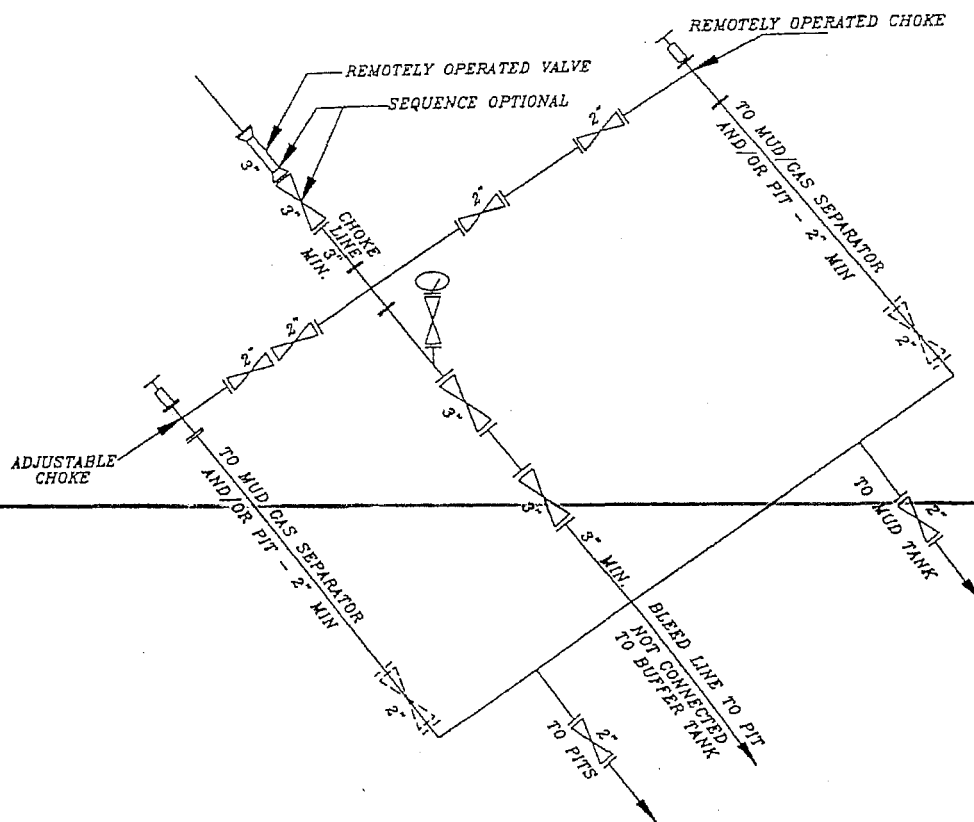 REMOTELY OPERATED CHOKE
REMOTELY OPERATED VALVE
SEQUENCE OPTIONAL
3"
3"
CHOKE
LINE
3"
MIN.
2"
2"
TO MUD/GAS SEPARATOR
AND/OR PIT - 2" MIN
2"
2"
2"
3"
ADJUSTABLE
CHOKE
TO MUD/GAS SEPARATOR
AND/OR PIT - 2" MIN
2"
3"
3" MIN.
2"
TO MUD TANK
BLEED LINE TO PIT
NOT CONNECTED
TO BUFFER TANK
2"
TO PITS